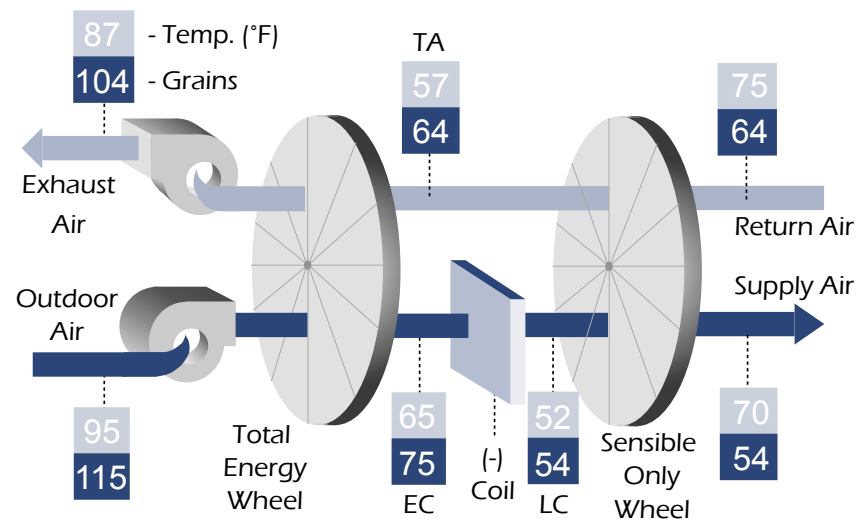 87 - Temp. (°F)
104 - Grains
TA
57
64
75
64
Exhaust
Air
Return Air
Outdoor
Air
Supply Air
95
115
Total
Energy
Wheel
65
75
EC
(-)
Coil
52
54
LC
Sensible
Only
Wheel
70
54